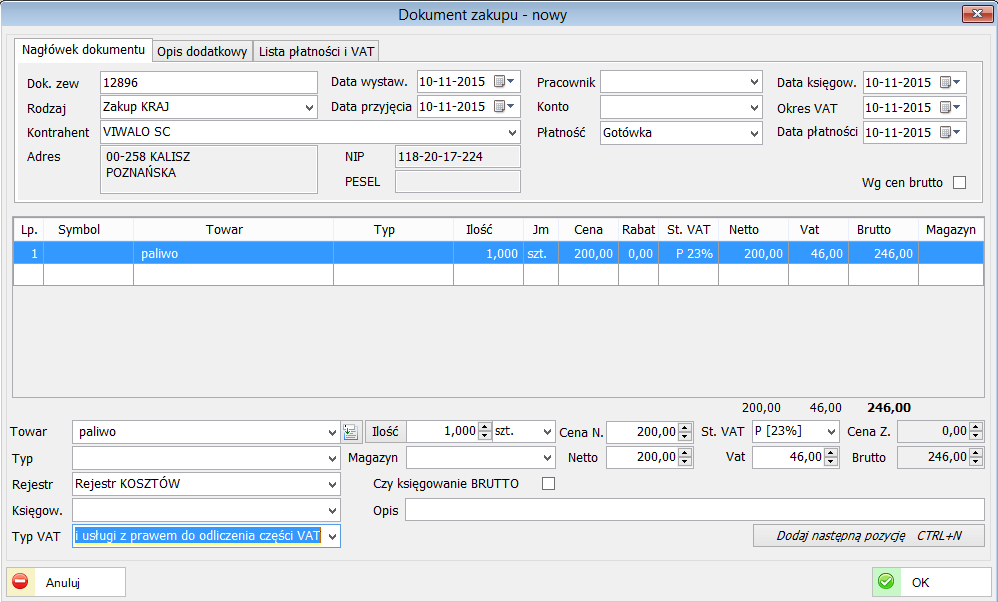 Dokument zakupu - nowy
Nagłówek dokumentu Opis dodatkowy Lista płatności i VAT
Dok. zew 12896 Data wystaw. 10-11-2015 Pracownik Data księgow. 10-11-2015
Rodzaj Zakup KRAJ Data przyjęcia 10-11-2015 Konto Okres VAT 10-11-2015
Kontrahent VIWALO SC Płatność Gotówka Data płatności 10-11-2015
Adres 00-258 KALISZ NIP 118-20-17-224
POZNAŃSKA
PESEL Wg cen brutto
Lp. Symbol Towar Typ Ilość Jm Cena Rabat St. VAT Netto Vat Brutto Magazyn
1 paliwo 1,000 szt. 200,00 0,00 P 23% 200,00 46,00 246,00
200,00 46,00 246,00
Towar paliwo Ilość 1,000 szt. Cena N. 200,00 St. VAT P [23%] Cena Z. 0,00
Typ Magazyn Netto 200,00 Vat 46,00 Brutto 246,00
Rejestr Rejestr KOSZTÓW Czy księgowanie BRUTTO
Księgow. Opis
Typ VAT i usługi z prawem do odliczenia części VAT Dodaj następną pozycję CTRL+N
Anuluj OK